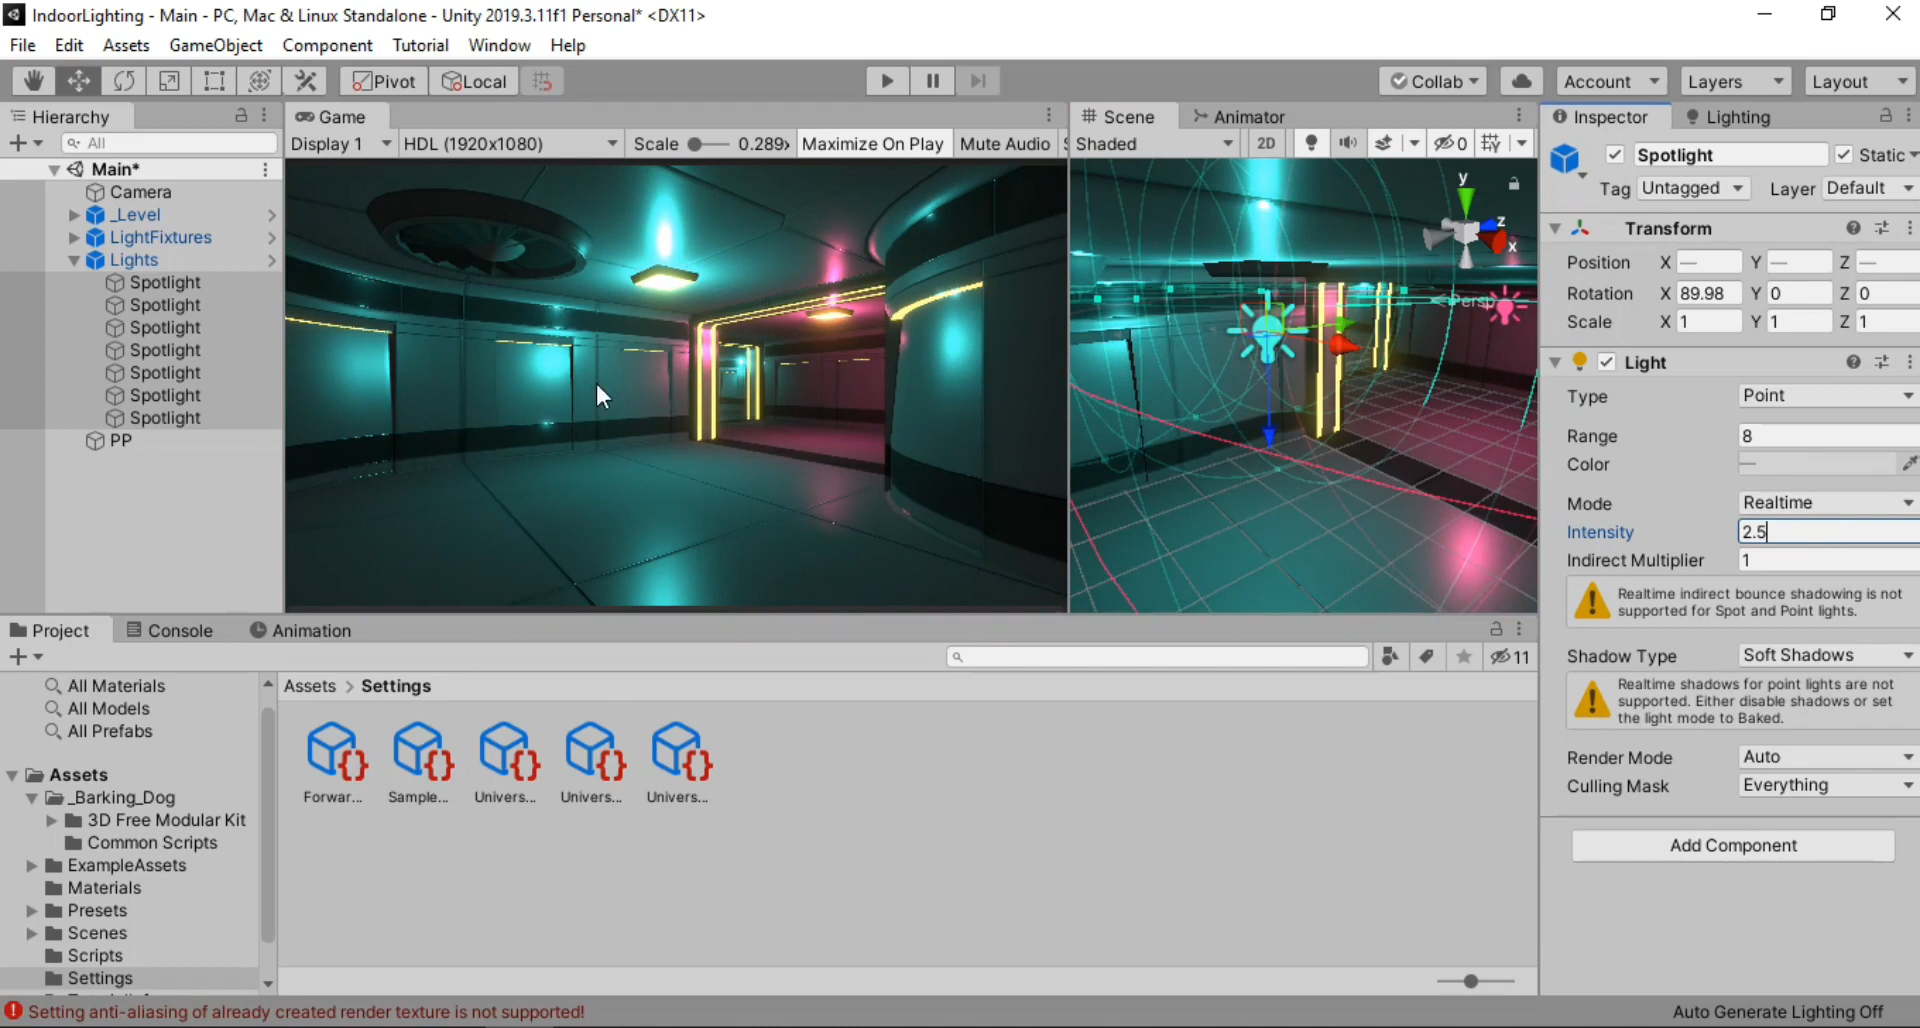 IndoorLighting - Main - PC, Mac & Linux Standalone - Unity 2019.3.11f1 Personal* <DX11>
File Edit Assets GameObject Component Tutorial Window Help
Pivot Local Collab Account Layers Layout
Hierarchy
All
Main*
Camera
_Level
LightFixtures
Lights
Spotlight
Spotlight
Spotlight
Spotlight
Spotlight
Spotlight
Spotlight
PP
Game
Display 1 HDL (1920x1080) Scale 0.289x Maximize On Play Mute Audio
Scene Animator
Shaded 2D 0
y
z
x
Persp
Inspector Lighting
Spotlight Static
Tag Untagged Layer Default
Transform
Position X — Y — Z —
Rotation X 89.98 Y 0 Z 0
Scale X 1 Y 1 Z 1
Light
Type Point
Range 8
Color —
Mode Realtime
Intensity 2.5
Indirect Multiplier 1
Realtime indirect bounce shadowing is not
supported for Spot and Point lights.
Shadow Type Soft Shadows
Realtime shadows for point lights are not
supported. Either disable shadows or set
the light mode to Baked.
Render Mode Auto
Culling Mask Everything
Add Component
Project Console Animation
11
All Materials
All Models
All Prefabs
Assets
_Barking_Dog
3D Free Modular Kit
Common Scripts
ExampleAssets
Materials
Presets
Scenes
Scripts
Settings
Assets > Settings
Forwar... Sample... Univers... Univers... Univers...
Setting anti-aliasing of already created render texture is not supported!
Auto Generate Lighting Off